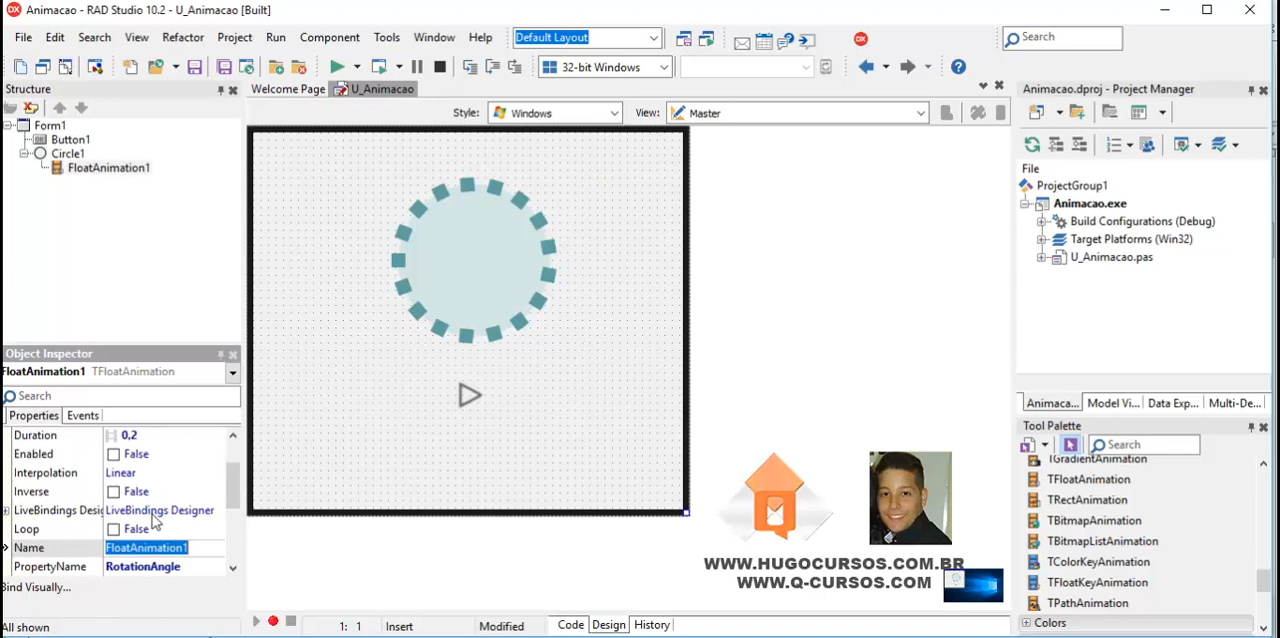 Animacao - RAD Studio 10.2 - U_Animacao [Built]
File Edit Search View Refactor Project Run Component Tools Window Help Default Layout Search
32-bit Windows
Structure
Form1
Button1
Circle1
FloatAnimation1
Welcome Page U_Animacao
Style: Windows View: Master
Object Inspector
FloatAnimation1 TFloatAnimation
Search
Properties Events
Duration 0,2
Enabled False
Interpolation Linear
Inverse False
LiveBindings Desig LiveBindings Designer
Loop False
Name FloatAnimation1
PropertyName RotationAngle
Bind Visually...
All shown
1: 1 Insert Modified Code Design History
WWW.HUGOCURSOS.COM.BR
WWW.Q-CURSOS.COM
Animacao.dproj - Project Manager
File
ProjectGroup1
Animacao.exe
Build Configurations (Debug)
Target Platforms (Win32)
U_Animacao.pas
Animaca... Model Vi... Data Exp... Multi-De...
Tool Palette
Search
TGradientAnimation
TFloatAnimation
TRectAnimation
TBitmapAnimation
TBitmapListAnimation
TColorKeyAnimation
TFloatKeyAnimation
TPathAnimation
Colors